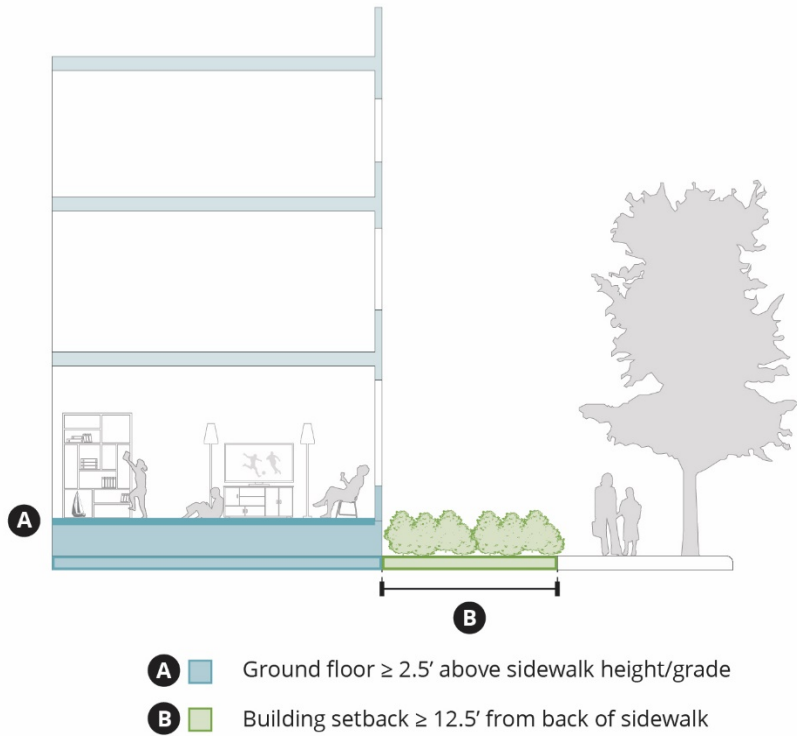 A
B
A Ground floor ≥ 2.5’ above sidewalk height/grade
B Building setback ≥ 12.5’ from back of sidewalk